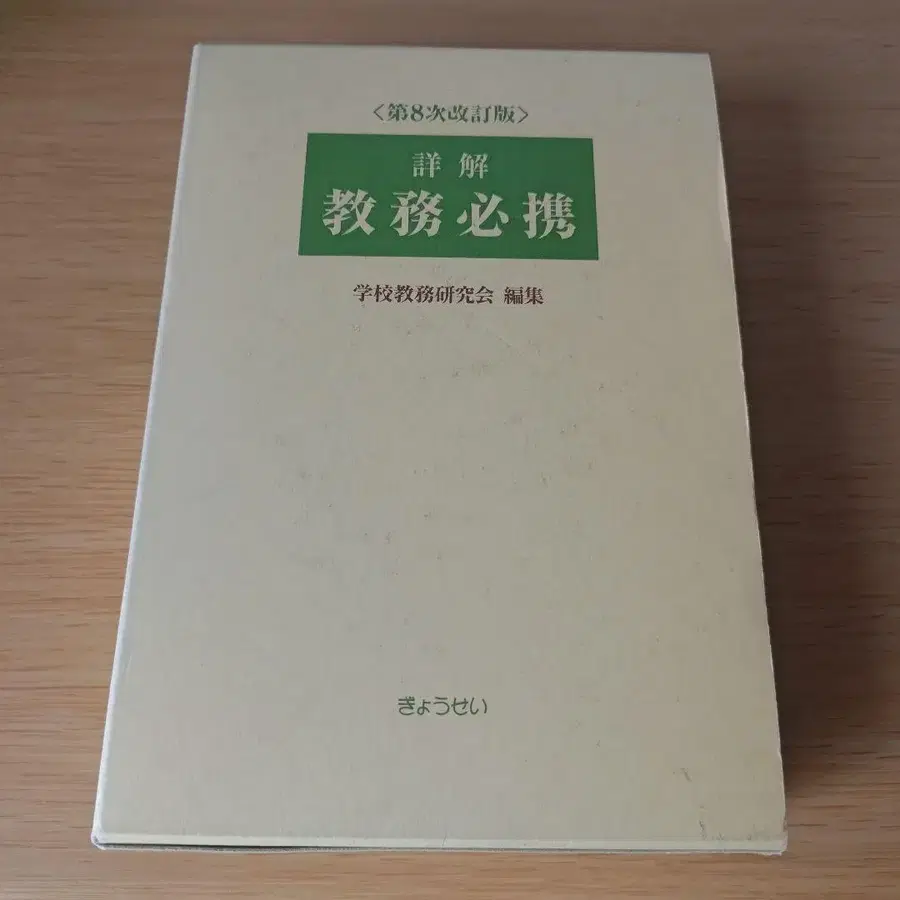 〈第8次改訂版〉
詳解
教務必携
学校教務研究会 編集
ぎょうせい